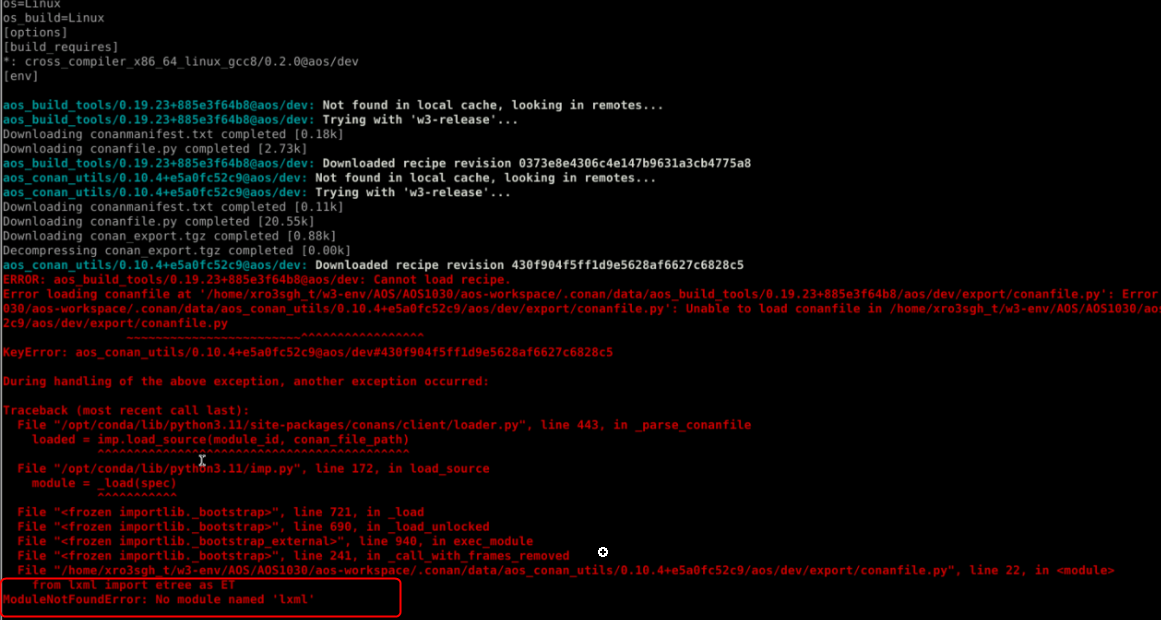 os=Linux
os_build=Linux
[options]
[build_requires]
*: cross_compiler_x86_64_linux_gcc8/0.2.0@aos/dev
[env]
aos_build_tools/0.19.23+885e3f64b8@aos/dev: Not found in local cache, looking in remotes...
aos_build_tools/0.19.23+885e3f64b8@aos/dev: Trying with 'w3-release'...
Downloading conanmanifest.txt completed [0.18k]
Downloading conanfile.py completed [2.73k]
aos_build_tools/0.19.23+885e3f64b8@aos/dev: Downloaded recipe revision 0373e8e4306c4e147b9631a3cb4775a8
aos_conan_utils/0.10.4+e5a0fc52c9@aos/dev: Not found in local cache, looking in remotes...
aos_conan_utils/0.10.4+e5a0fc52c9@aos/dev: Trying with 'w3-release'...
Downloading conanmanifest.txt completed [0.11k]
Downloading conanfile.py completed [20.55k]
Downloading conan_export.tgz completed [0.88k]
Decompressing conan_export.tgz completed [0.00k]
aos_conan_utils/0.10.4+e5a0fc52c9@aos/dev: Downloaded recipe revision 430f904f5ff1d9e5628af6627c6828c5
ERROR: aos_build_tools/0.19.23+885e3f64b8@aos/dev: Cannot load recipe.
Error loading conanfile at '/home/xro3sgh_t/w3-env/AOS/AOS1030/aos-workspace/.conan/data/aos_build_tools/0.19.23+885e3f64b8/aos/dev/export/conanfile.py': Error
030/aos-workspace/.conan/data/aos_conan_utils/0.10.4+e5a0fc52c9/aos/dev/export/conanfile.py': Unable to load conanfile in /home/xro3sgh_t/w3-env/AOS/AOS1030/aos
2c9/aos/dev/export/conanfile.py
~~~~~~~~~~~~~~~~~~~~~~~~^^^^^^^^^^^^^^^^^
KeyError: aos_conan_utils/0.10.4+e5a0fc52c9@aos/dev#430f904f5ff1d9e5628af6627c6828c5
During handling of the above exception, another exception occurred:
Traceback (most recent call last):
File "/opt/conda/lib/python3.11/site-packages/conans/client/loader.py", line 443, in _parse_conanfile
loaded = imp.load_source(module_id, conan_file_path)
^^^^^^^^^^^^^^^^^^^^^^^^^^^^^^^^^^^^^^^^^^^
File "/opt/conda/lib/python3.11/imp.py", line 172, in load_source
module = _load(spec)
^^^^^^^^^^^
File "<frozen importlib._bootstrap>", line 721, in _load
File "<frozen importlib._bootstrap>", line 690, in _load_unlocked
File "<frozen importlib._bootstrap_external>", line 940, in exec_module
File "<frozen importlib._bootstrap>", line 241, in _call_with_frames_removed
File "/home/xro3sgh_t/w3-env/AOS/AOS1030/aos-workspace/.conan/data/aos_conan_utils/0.10.4+e5a0fc52c9/aos/dev/export/conanfile.py", line 22, in <module>
from lxml import etree as ET
ModuleNotFoundError: No module named 'lxml'